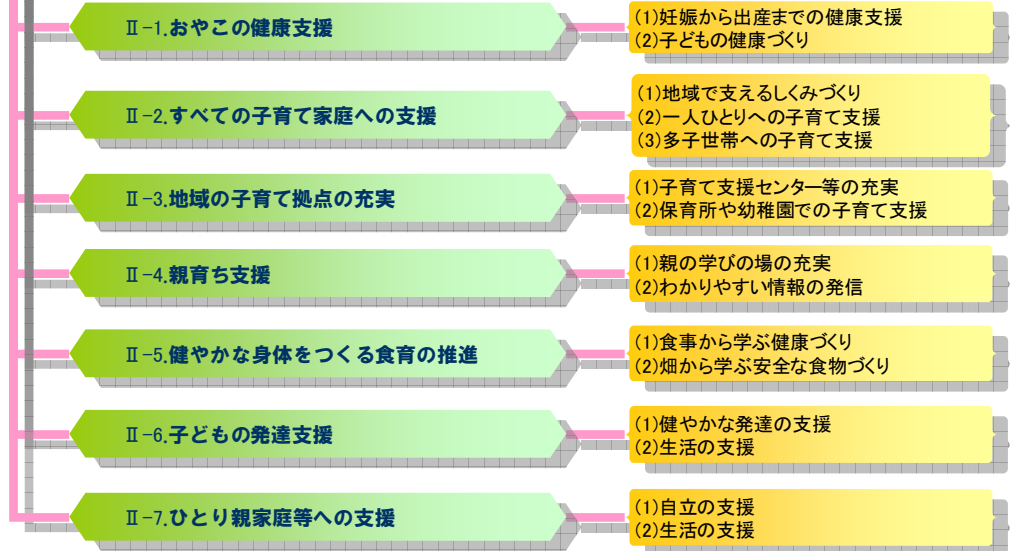 Ⅱ-1.おやこの健康支援
(1)妊娠から出産までの健康支援
(2)子どもの健康づくり
Ⅱ-2.すべての子育て家庭への支援
(1)地域で支えるしくみづくり
(2)一人ひとりへの子育て支援
(3)多子世帯への子育て支援
Ⅱ-3.地域の子育て拠点の充実
(1)子育て支援センター等の充実
(2)保育所や幼稚園での子育て支援
Ⅱ-4.親育ち支援
(1)親の学びの場の充実
(2)わかりやすい情報の発信
Ⅱ-5.健やかな身体をつくる食育の推進
(1)食事から学ぶ健康づくり
(2)畑から学ぶ安全な食物づくり
Ⅱ-6.子どもの発達支援
(1)健やかな発達の支援
(2)生活の支援
Ⅱ-7.ひとり親家庭等への支援
(1)自立の支援
(2)生活の支援